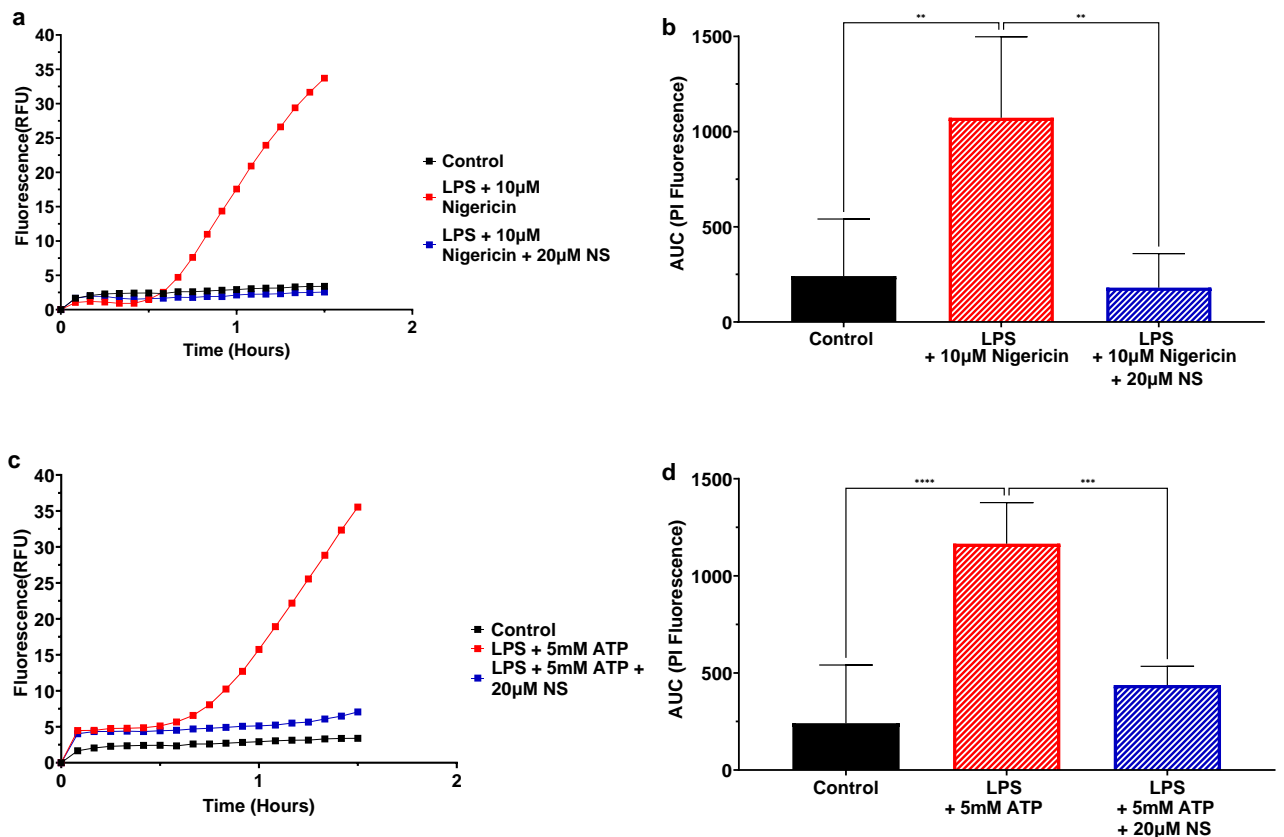 a
Fluorescence(RFU)
40
35
30
25
20
15
10
5
0
0
1
2
Time (Hours)
Control
LPS + 10µM
Nigericin
LPS + 10µM
Nigericin + 20µM NS
b
AUC (PI Fluorescence)
1500
1000
500
0
**
**
Control
LPS
+ 10µM Nigericin
LPS
+ 10µM Nigericin
+ 20µM NS
c
Fluorescence(RFU)
40
35
30
25
20
15
10
5
0
0
1
2
Time (Hours)
Control
LPS + 5mM ATP
LPS + 5mM ATP +
20µM NS
d
AUC (PI Fluorescence)
1500
1000
500
0
****
***
Control
LPS
+ 5mM ATP
LPS
+ 5mM ATP
+ 20µM NS